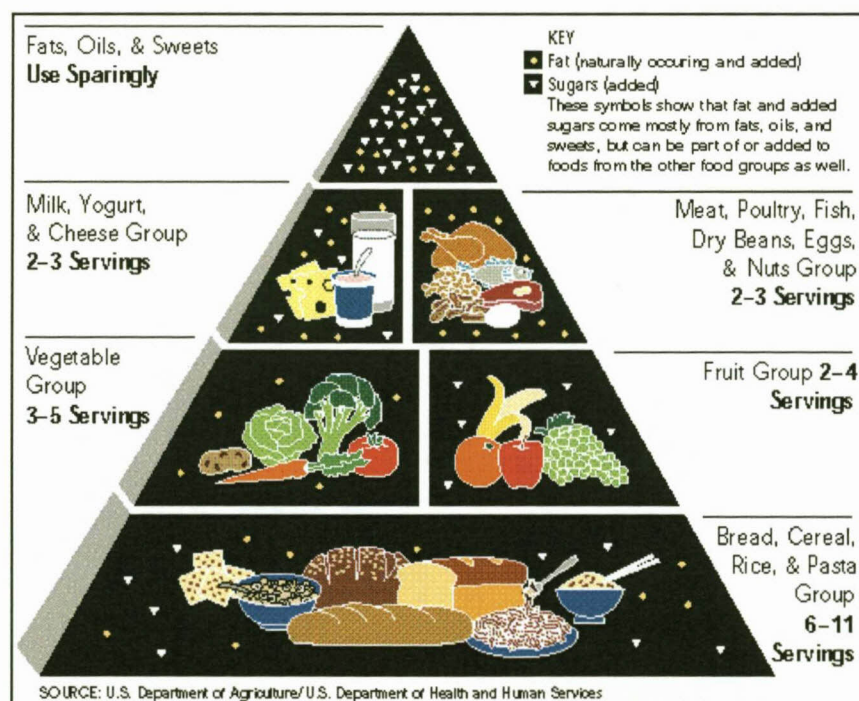 Fats, Oils, & Sweets
Use Sparingly
KEY
Fat (naturally occuring and added)
Sugars (added)
These symbols show that fat and added
sugars come mostly from fats, oils, and
sweets, but can be part of or added to
foods from the other food groups as well.
Milk, Yogurt,
& Cheese Group
2–3 Servings
Meat, Poultry, Fish,
Dry Beans, Eggs,
& Nuts Group
2–3 Servings
Vegetable
Group
3–5 Servings
Fruit Group 2–4
Servings
Bread, Cereal,
Rice, & Pasta
Group
6–11
Servings
SOURCE: U.S. Department of Agriculture/U.S. Department of Health and Human Services